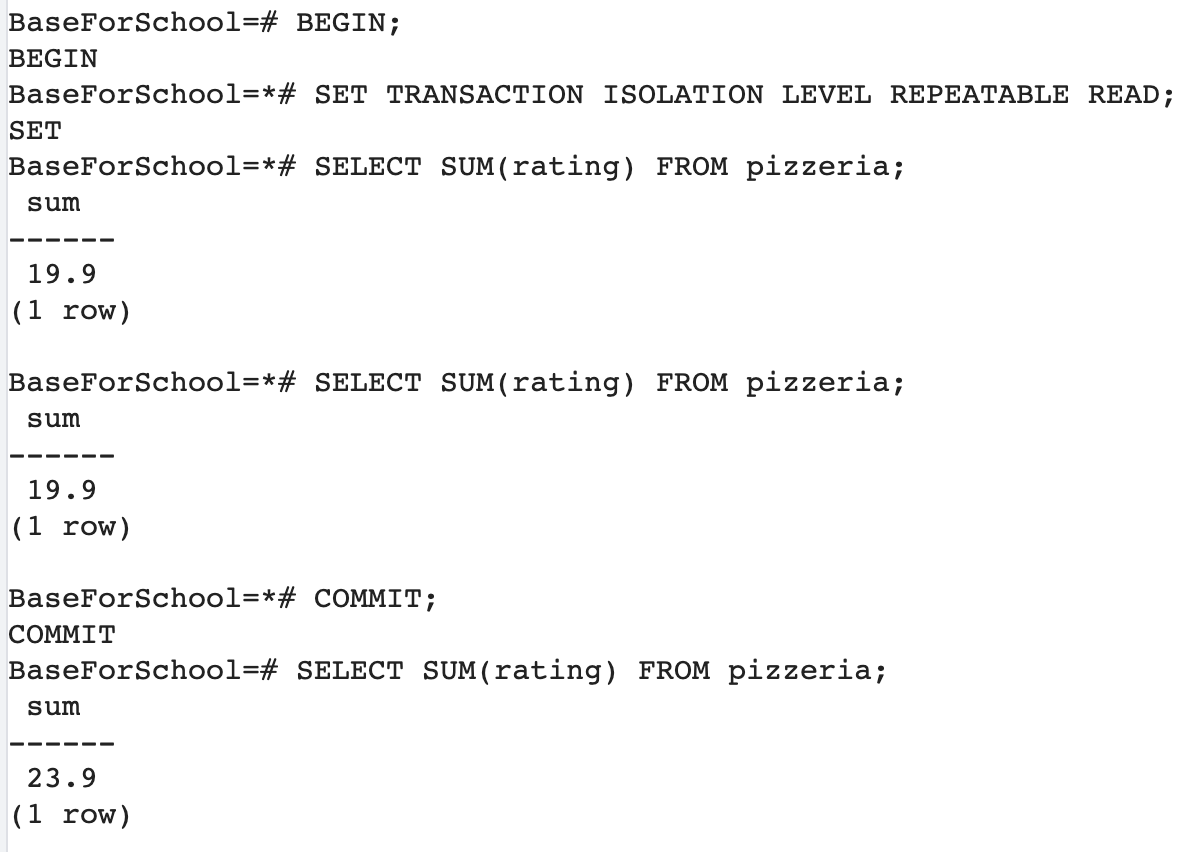 BaseForSchool=# BEGIN;
BEGIN
BaseForSchool=*# SET TRANSACTION ISOLATION LEVEL REPEATABLE READ;
SET
BaseForSchool=*# SELECT SUM(rating) FROM pizzeria;
 sum
------
 19.9
(1 row)

BaseForSchool=*# SELECT SUM(rating) FROM pizzeria;
 sum
------
 19.9
(1 row)

BaseForSchool=*# COMMIT;
COMMIT
BaseForSchool=# SELECT SUM(rating) FROM pizzeria;
 sum
------
 23.9
(1 row)